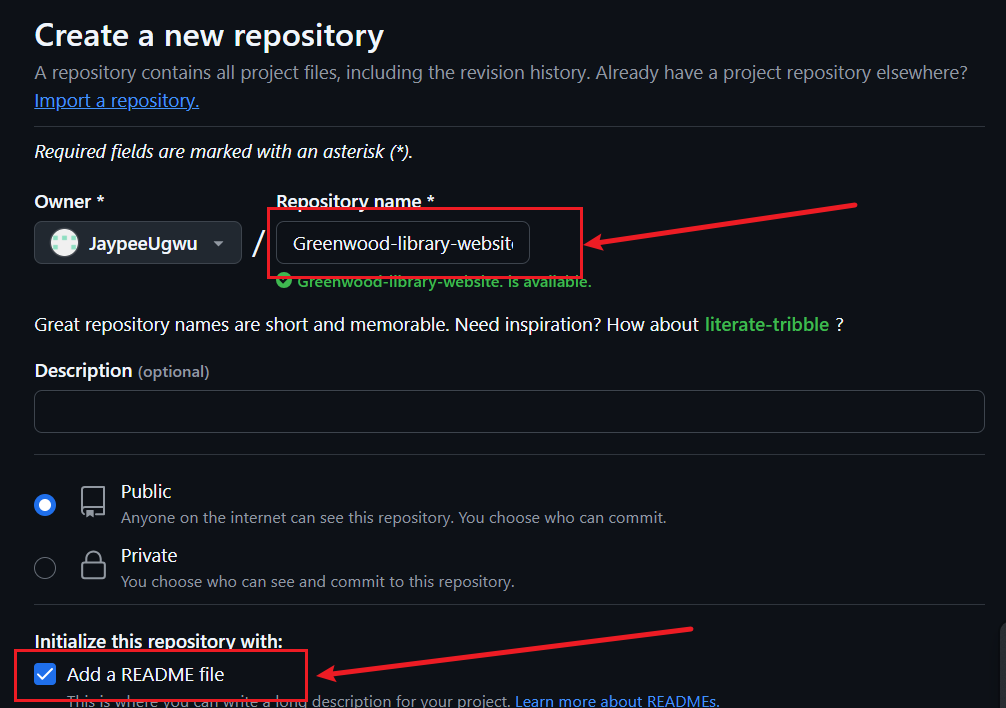 Create a new repository
A repository contains all project files, including the revision history. Already have a project repository elsewhere?
Import a repository.
Required fields are marked with an asterisk (*).
Owner * Repository name *
JaypeeUgwu / Greenwood-library-websit
Greenwood-library-website. is available.
Great repository names are short and memorable. Need inspiration? How about literate-tribble ?
Description (optional)
Public
Anyone on the internet can see this repository. You choose who can commit.
Private
You choose who can see and commit to this repository.
Initialize this repository with:
Add a README file
This is where you can write a long description for your project. Learn more about READMEs.